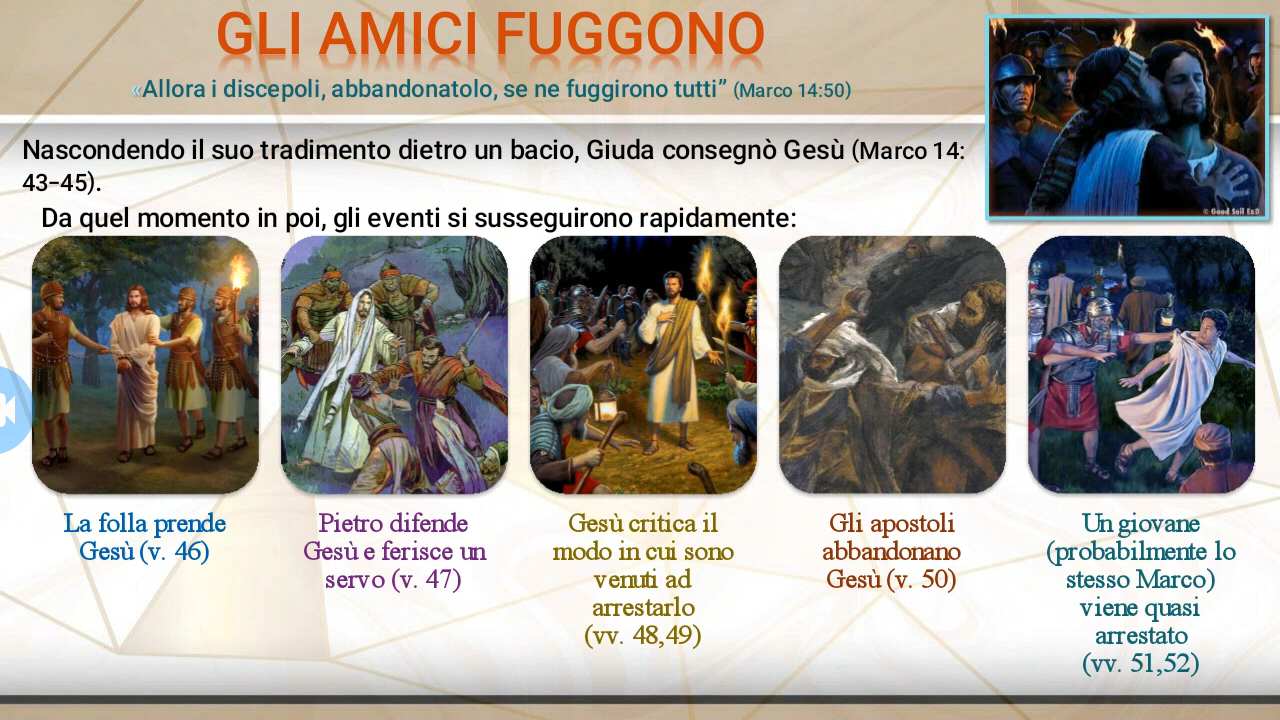 GLI AMICI FUGGONO
«Allora i discepoli, abbandonatolo, se ne fuggirono tutti” (Marco 14:50)
Nascondendo il suo tradimento dietro un bacio, Giuda consegnò Gesù (Marco 14:
43-45).
Da quel momento in poi, gli eventi si susseguirono rapidamente:
© Good Salt E&D
La folla prende
Gesù (v. 46)
Pietro difende
Gesù e ferisce un
servo (v. 47)
Gesù critica il
modo in cui sono
venuti ad
arrestarlo
(vv. 48,49)
Gli apostoli
abbandonano
Gesù (v. 50)
Un giovane
(probabilmente lo
stesso Marco)
viene quasi
arrestato
(vv. 51,52)